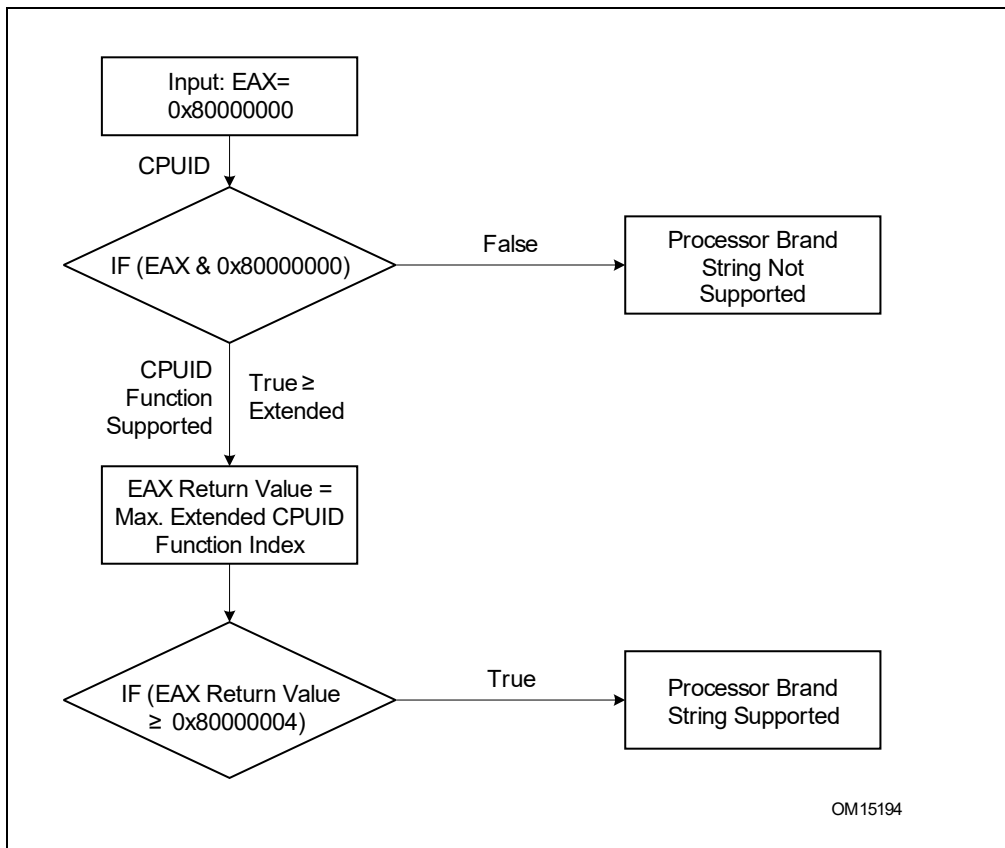 Input: EAX=
0x80000000
CPUID
IF (EAX & 0x80000000)
False
Processor Brand
String Not
Supported
CPUID
Function
Supported
True ≥
Extended
EAX Return Value =
Max. Extended CPUID
Function Index
IF (EAX Return Value
≥ 0x80000004)
True
Processor Brand
String Supported
OM15194